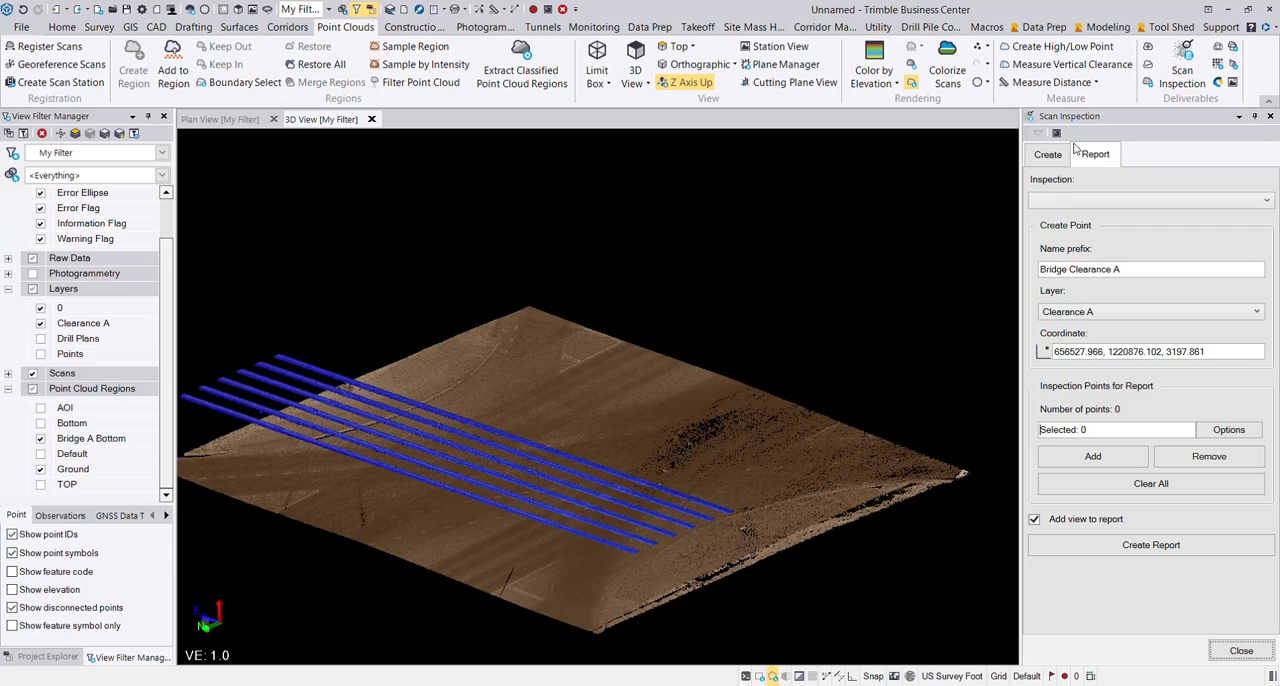 My Filt...
Unnamed - Trimble Business Center
File Home Survey GIS CAD Drafting Surfaces Corridors Point Clouds Constructio... Photogram... Tunnels Monitoring Data Prep Takeoff Site Mass H... Corridor Ma... Utility Drill Pile Co... Macros Data Prep Modeling Tool Shed Support
Register Scans
Georeference Scans
Create Scan Station
Registration
Create Region
Add to Region
Keep Out
Keep In
Boundary Select
Restore
Restore All
Merge Regions
Regions
Sample Region
Sample by Intensity
Filter Point Cloud
Extract Classified Point Cloud Regions
Limit Box
3D View
Top
Orthographic
Z Axis Up
Station View
Plane Manager
Cutting Plane View
View
Color by Elevation
Colorize Scans
Rendering
Create High/Low Point
Measure Vertical Clearance
Measure Distance
Measure
Scan Inspection
Deliverables
View Filter Manager
My Filter
<Everything>
Error Ellipse
Error Flag
Information Flag
Warning Flag
Raw Data
Photogrammetry
Layers
0
Clearance A
Drill Plans
Points
Scans
Point Cloud Regions
AOI
Bottom
Bridge A Bottom
Default
Ground
TOP
Point Observations GNSS Data T
Show point IDs
Show point symbols
Show feature code
Show elevation
Show disconnected points
Show feature symbol only
Project Explorer View Filter Manag...
Plan View [My Filter] 3D View [My Filter]
N
VE: 1.0
Scan Inspection
Create Report
Inspection:
Create Point
Name prefix:
Bridge Clearance A
Layer:
Clearance A
Coordinate:
* 656527.966, 1220876.102, 3197.861
Inspection Points for Report
Number of points: 0
Selected: 0 Options
Add Remove
Clear All
Add view to report
Create Report
Close
Snap US Survey Foot Grid Default 0